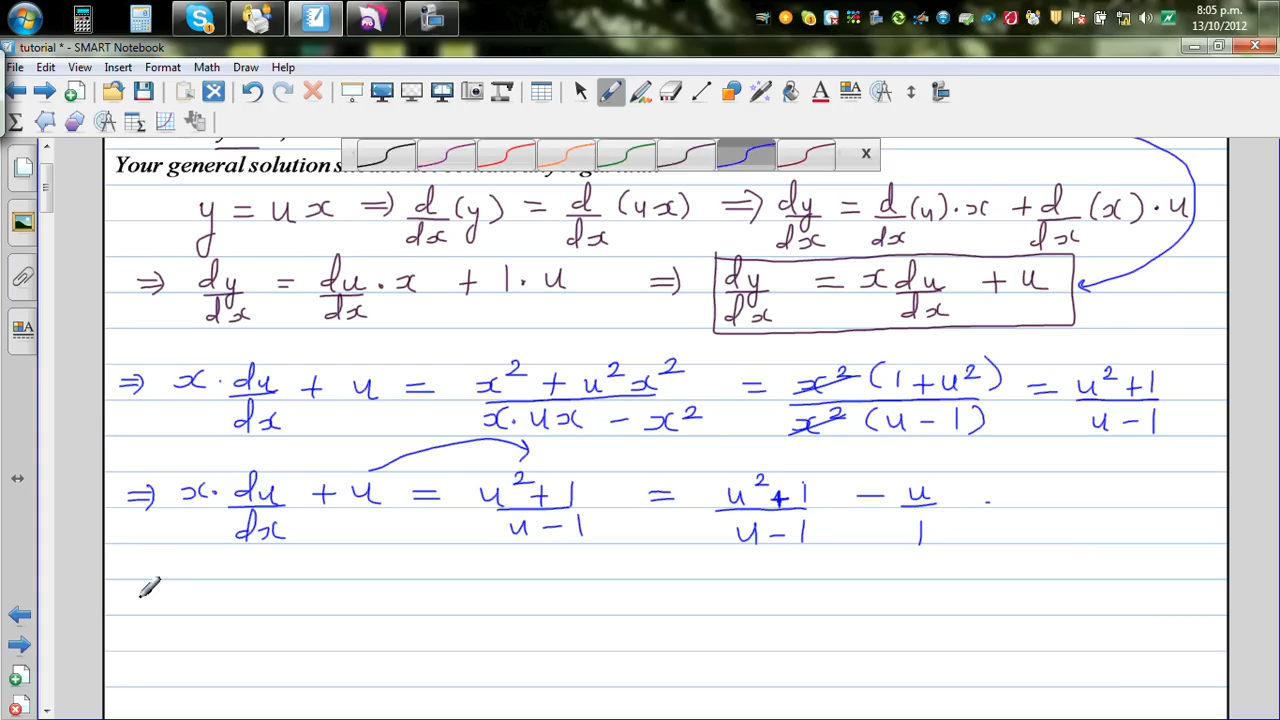 8:05 p.m.
13/10/2012
tutorial * - SMART Notebook
File Edit View Insert Format Math Draw Help
Your general solution s
y = ux ⇒ d/dx (y) = d/dx (ux) ⇒ dy/dx = d/dx (u)·x + d/dx (x)·u
⇒ dy/dx = du/dx · x + 1·u ⇒ dy/dx = x du/dx + u
⇒ x·du/dx + u = x² + u²x² / x·ux − x² = x²(1+u²) / x²(u−1) = u²+1 / u−1
⇒ x·du/dx + u = u²+1 / u−1 = u²+1 / u−1 − u/1